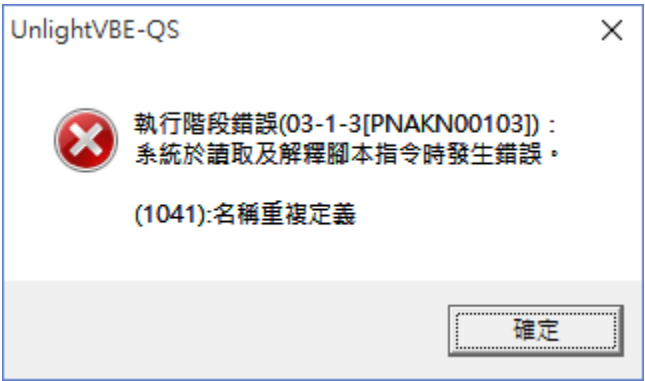 UnlightVBE-QS
執行階段錯誤(03-1-3[PNAKN00103])：
系統於讀取及解釋腳本指令時發生錯誤。
(1041):名稱重複定義
確定